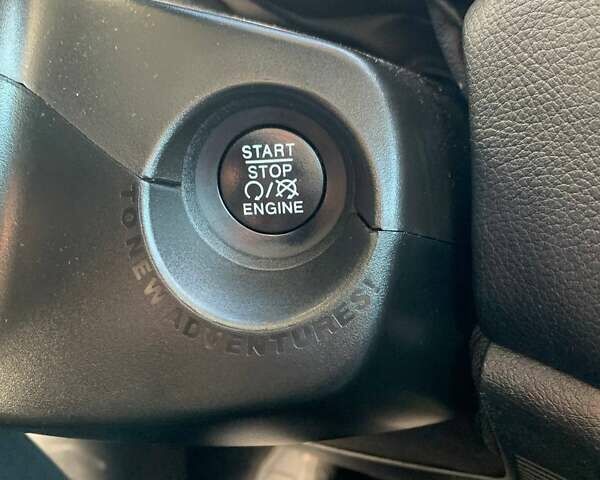 START
STOP
/
ENGINE
TO NEW ADVENTURES!